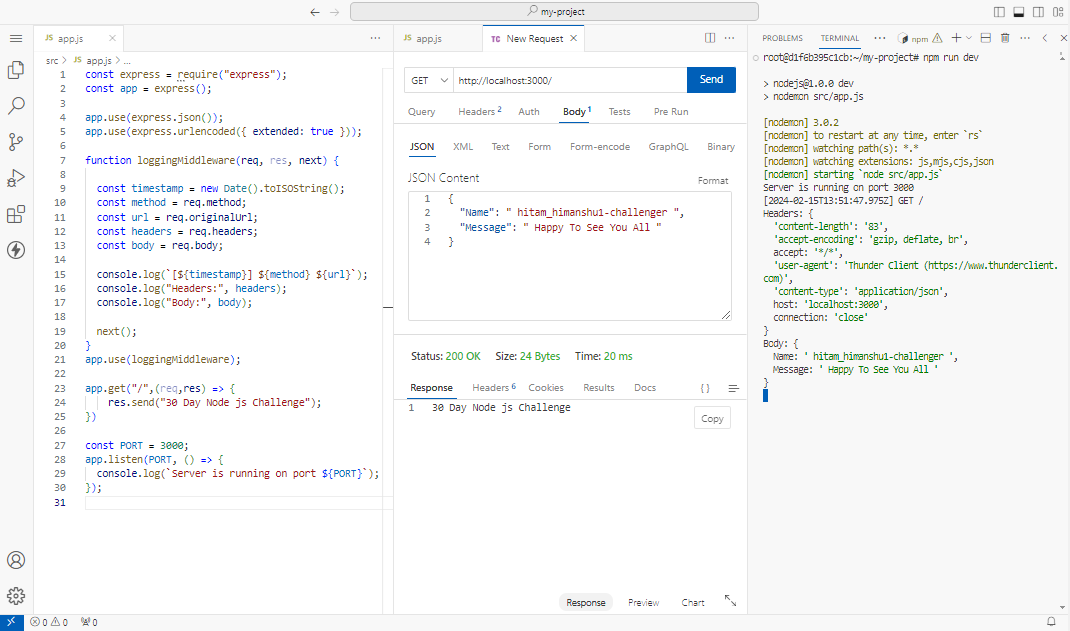 my-project
JS app.js
src > JS app.js > ...
1 const express = require("express");
2 const app = express();
3
4 app.use(express.json());
5 app.use(express.urlencoded({ extended: true }));
6
7 function loggingMiddleware(req, res, next) {
8
9 const timestamp = new Date().toISOString();
10 const method = req.method;
11 const url = req.originalUrl;
12 const headers = req.headers;
13 const body = req.body;
14
15 console.log(`[${timestamp}] ${method} ${url}`);
16 console.log("Headers:", headers);
17 console.log("Body:", body);
18
19 next();
20 }
21 app.use(loggingMiddleware);
22
23 app.get("/",(req,res) => {
24 res.send("30 Day Node js Challenge");
25 })
26
27 const PORT = 3000;
28 app.listen(PORT, () => {
29 console.log(`Server is running on port ${PORT}`);
30 });
31
JS app.js
TC New Request
GET http://localhost:3000/ Send
Query Headers 2 Auth Body 1 Tests Pre Run
JSON XML Text Form Form-encode GraphQL Binary
JSON Content
Format
1 {
2 "Name": " hitam_himanshu1-challenger ",
3 "Message": " Happy To See You All "
4 }
Status: 200 OK Size: 24 Bytes Time: 20 ms
Response Headers 6 Cookies Results Docs { }
1 30 Day Node js Challenge
Copy
Response Preview Chart
PROBLEMS TERMINAL ... npm
root@d1f6b395c1cb:~/my-project# npm run dev
> nodejs@1.0.0 dev
> nodemon src/app.js
[nodemon] 3.0.2
[nodemon] to restart at any time, enter `rs`
[nodemon] watching path(s): *.*
[nodemon] watching extensions: js,mjs,cjs,json
[nodemon] starting `node src/app.js`
Server is running on port 3000
[2024-02-15T13:51:47.975Z] GET /
Headers: {
'content-length': '83',
'accept-encoding': 'gzip, deflate, br',
accept: '*/*',
'user-agent': 'Thunder Client (https://www.thunderclient.
com)',
'content-type': 'application/json',
host: 'localhost:3000',
connection: 'close'
}
Body: {
Name: ' hitam_himanshu1-challenger ',
Message: ' Happy To See You All '
}
0 0 0